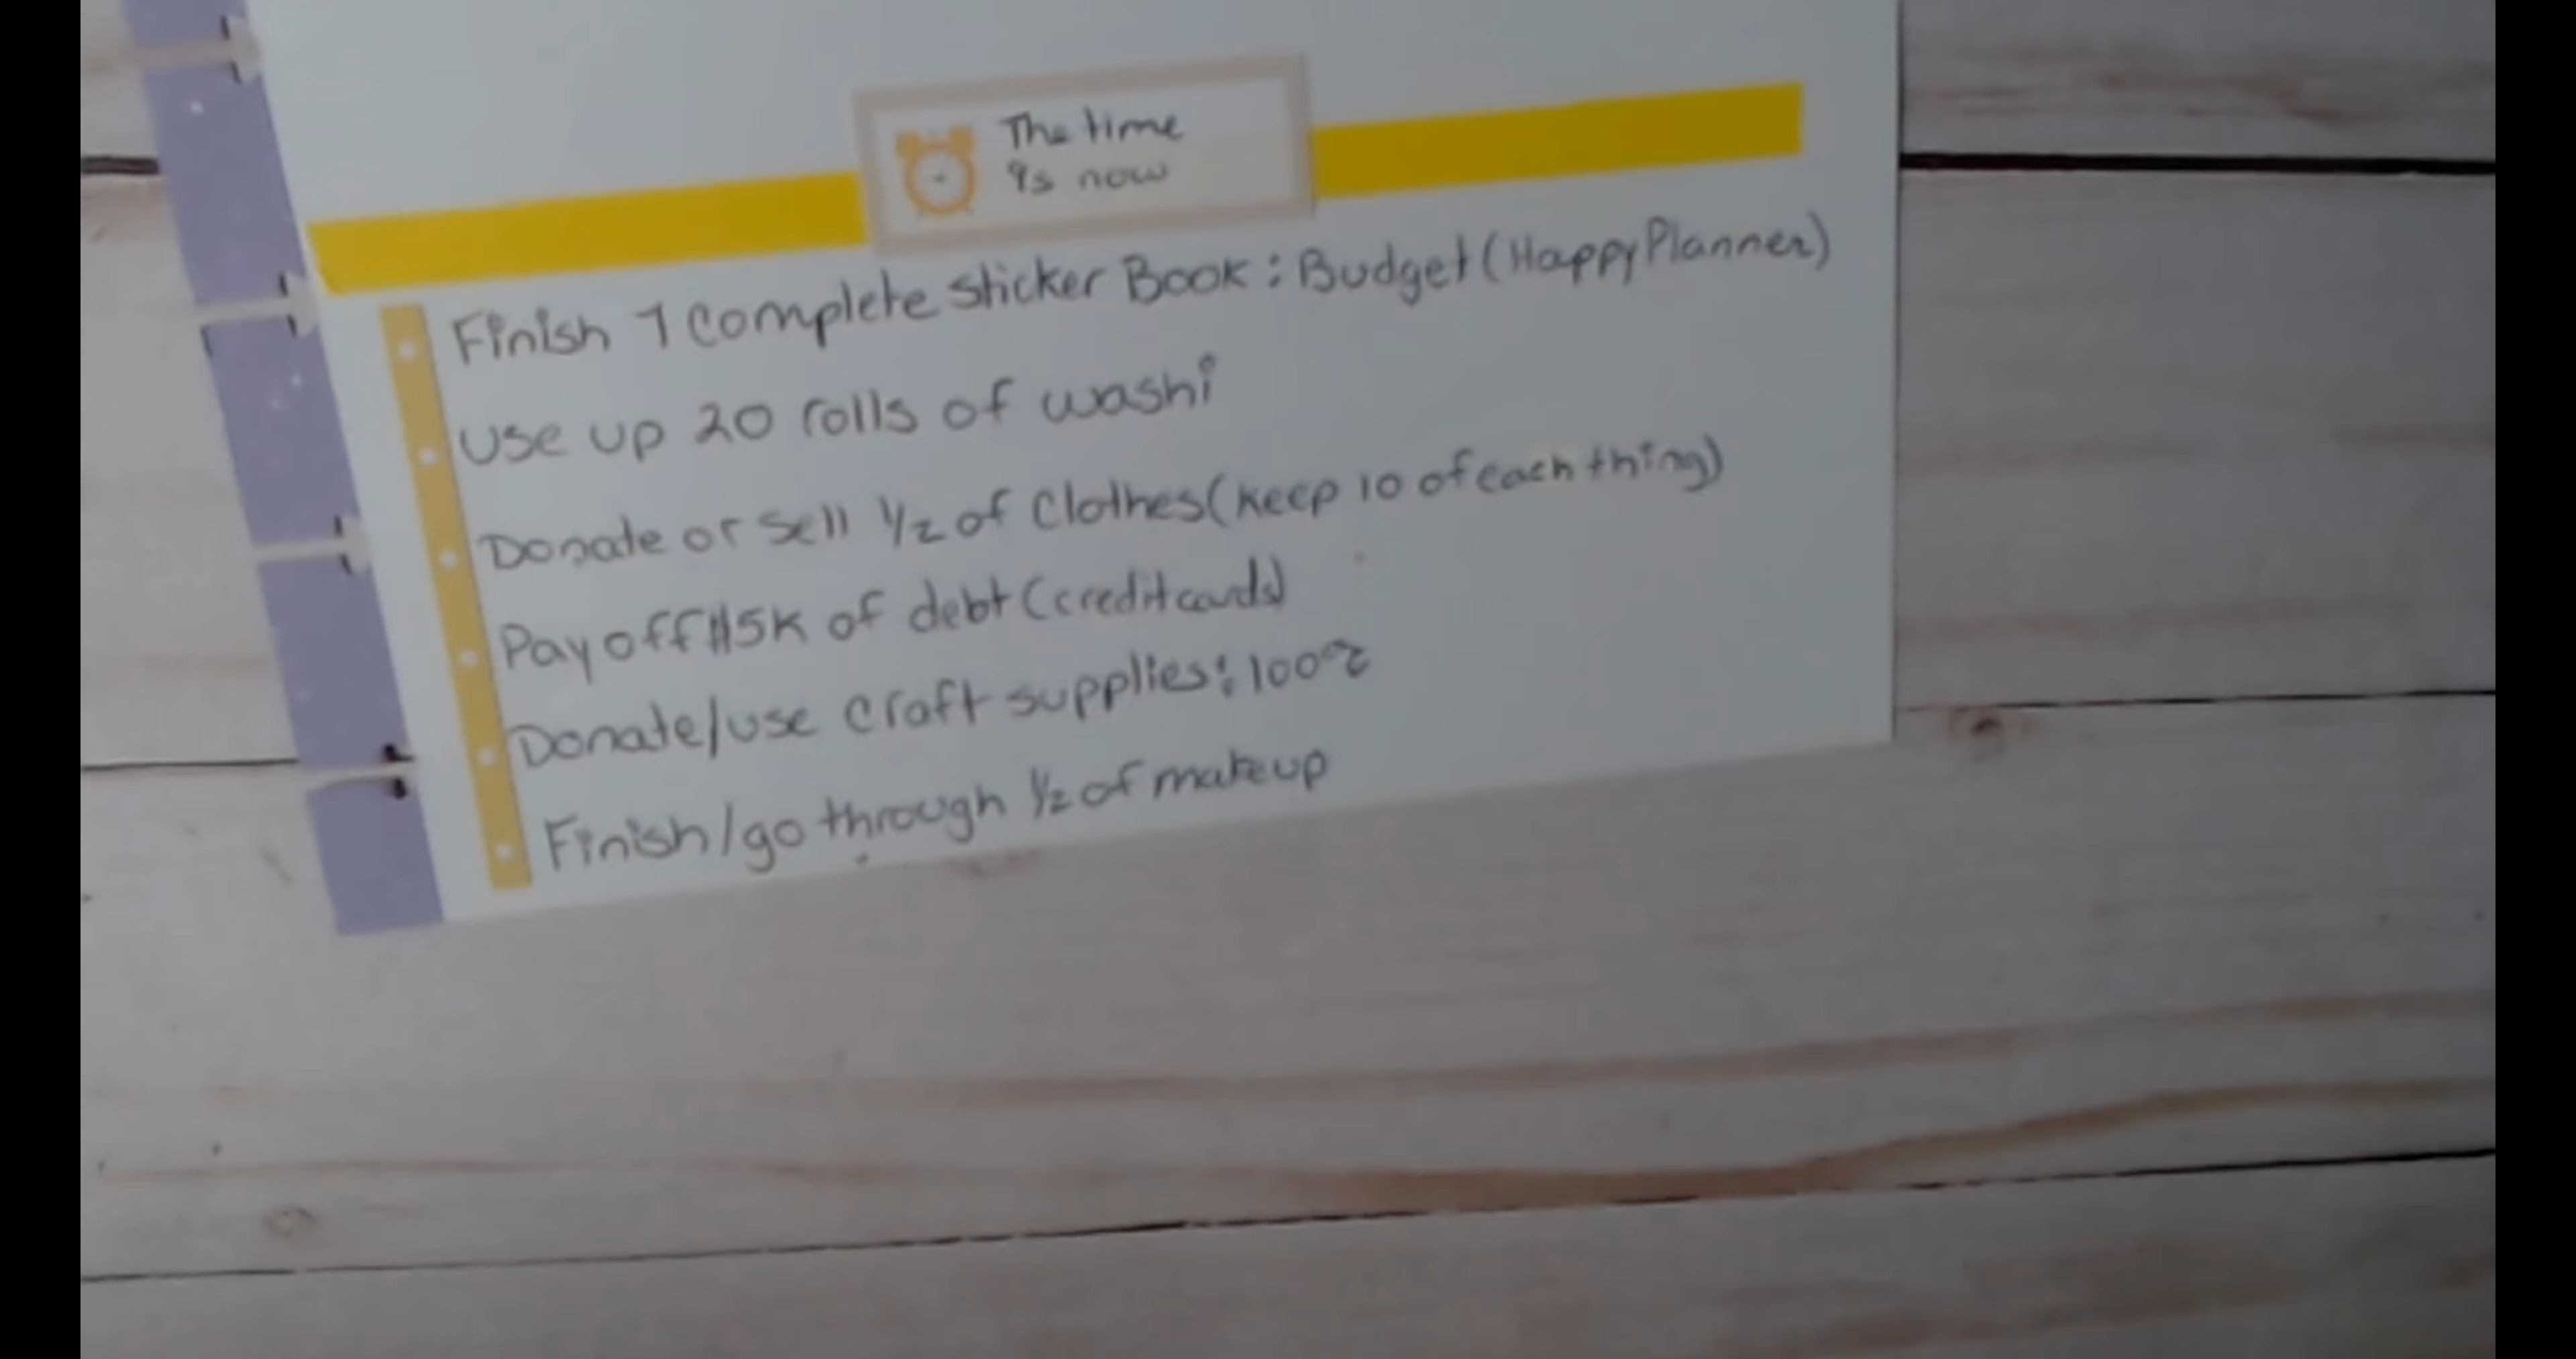 The time
is now
Finish 1 Complete sticker Book: Budget (Happy Planner)
Use up 20 rolls of washi
Donate or Sell 1/2 of Clothes (keep 10 of each thing)
Pay off $5K of debt (credit cards)
Donate/use craft supplies: 100%
Finish/go through 1/2 of makeup